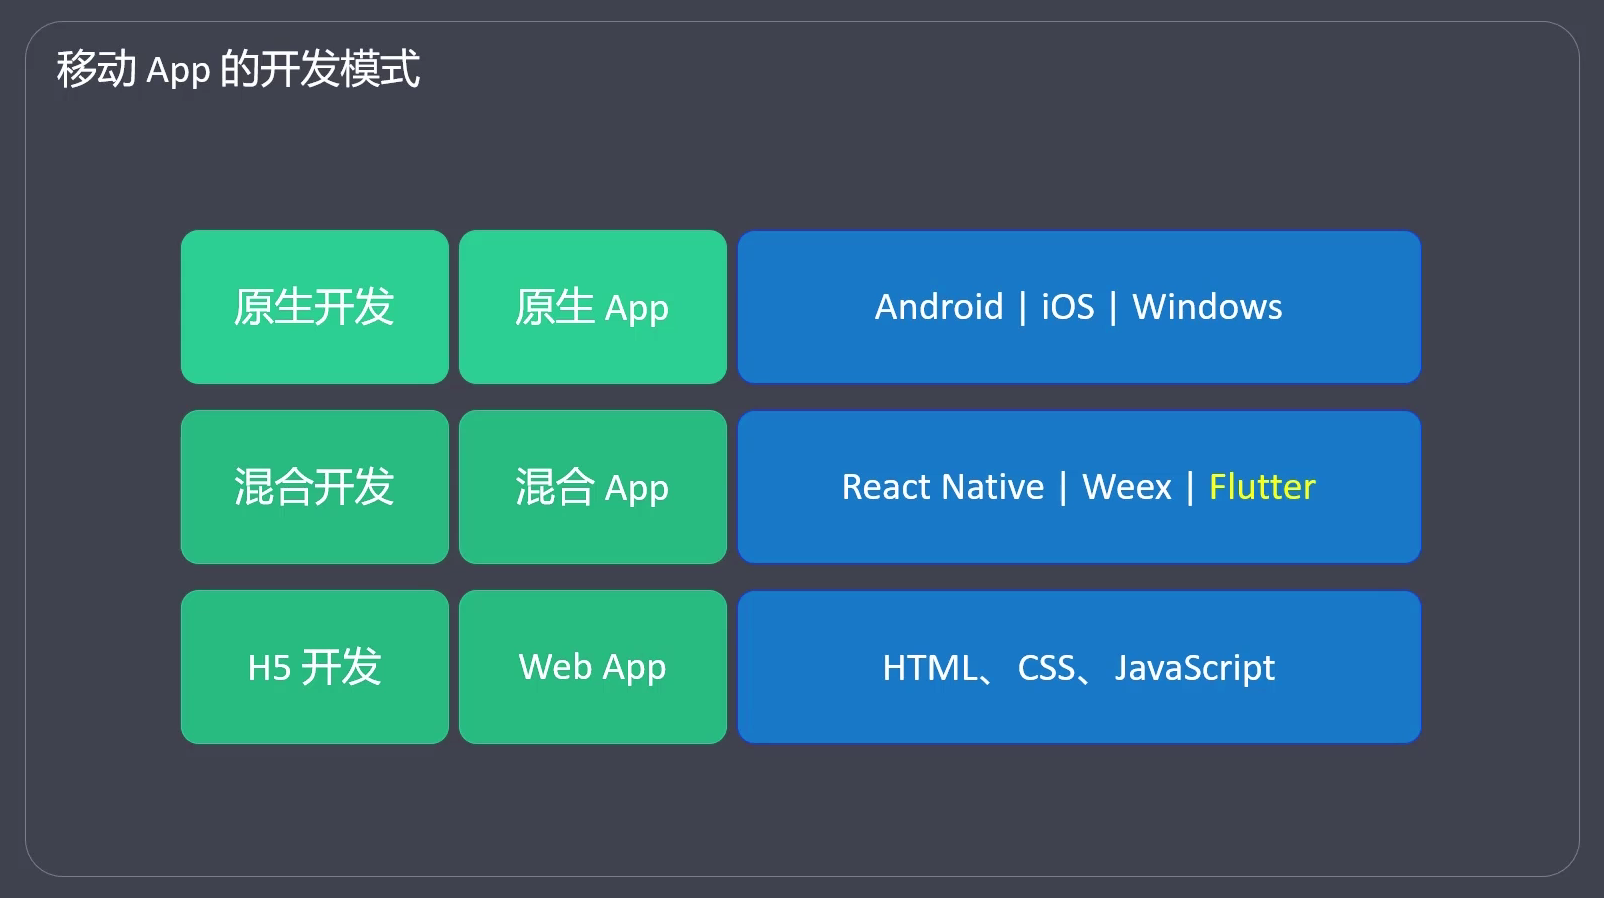 移动 App 的开发模式
原生开发 原生 App Android | iOS | Windows
混合开发 混合 App React Native | Weex | Flutter
H5 开发 Web App HTML、CSS、JavaScript